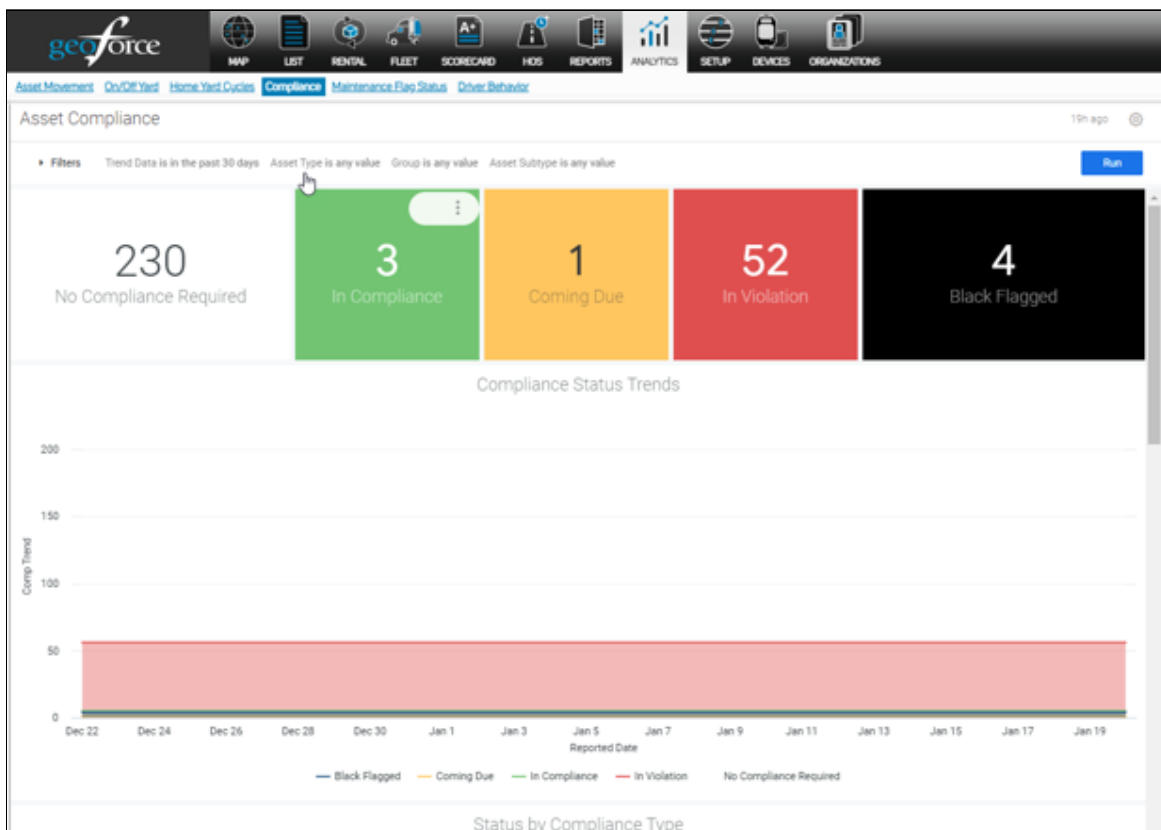 geoforce
MAP LIST RENTAL FLEET SCORECARD HOS REPORTS ANALYTICS SETUP DEVICES ORGANIZATIONS
Asset Movement On/Off Yard Home Yard Cycles Compliance Maintenance Flag Status Driver Behavior
Asset Compliance 19h ago
Filters Trend Data is in the past 30 days Asset Type is any value Group is any value Asset Subtype is any value Run
230 3 1 52 4
No Compliance Required In Compliance Coming Due In Violation Black Flagged
Compliance Status Trends
200
150
100
50
0
Comp Trend
Dec 22 Dec 24 Dec 26 Dec 28 Dec 30 Jan 1 Jan 3 Jan 5 Jan 7 Jan 9 Jan 11 Jan 13 Jan 15 Jan 17 Jan 19
Reported Date
Black Flagged Coming Due In Compliance In Violation No Compliance Required
Status by Compliance Type